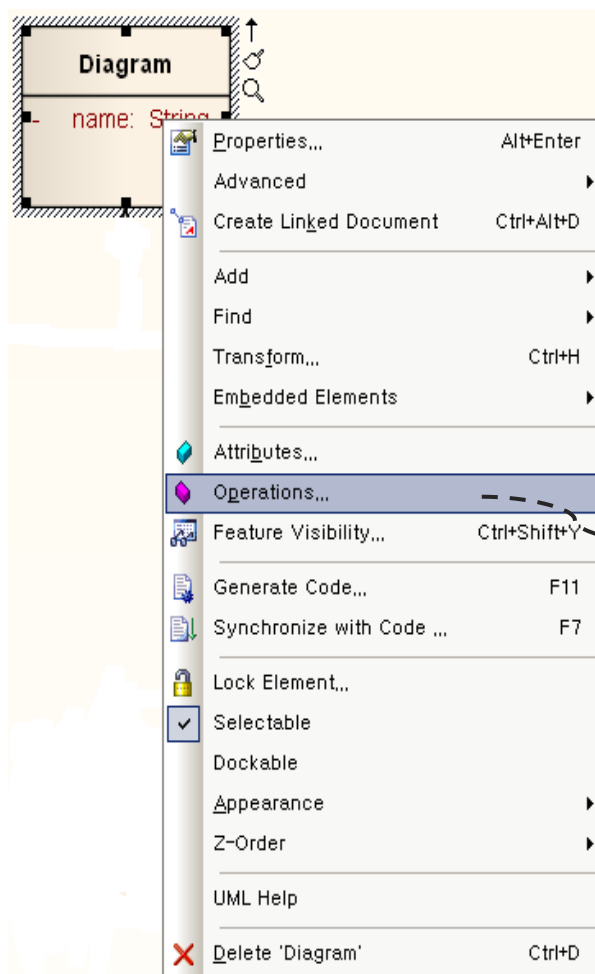 Diagram
- name: String
Properties... Alt+Enter
Advanced
Create Linked Document Ctrl+Alt+D
Add
Find
Transform... Ctrl+H
Embedded Elements
Attributes...
Operations...
Feature Visibility... Ctrl+Shift+Y
Generate Code... F11
Synchronize with Code ... F7
Lock Element...
Selectable
Dockable
Appearance
Z-Order
UML Help
Delete 'Diagram' Ctrl+D